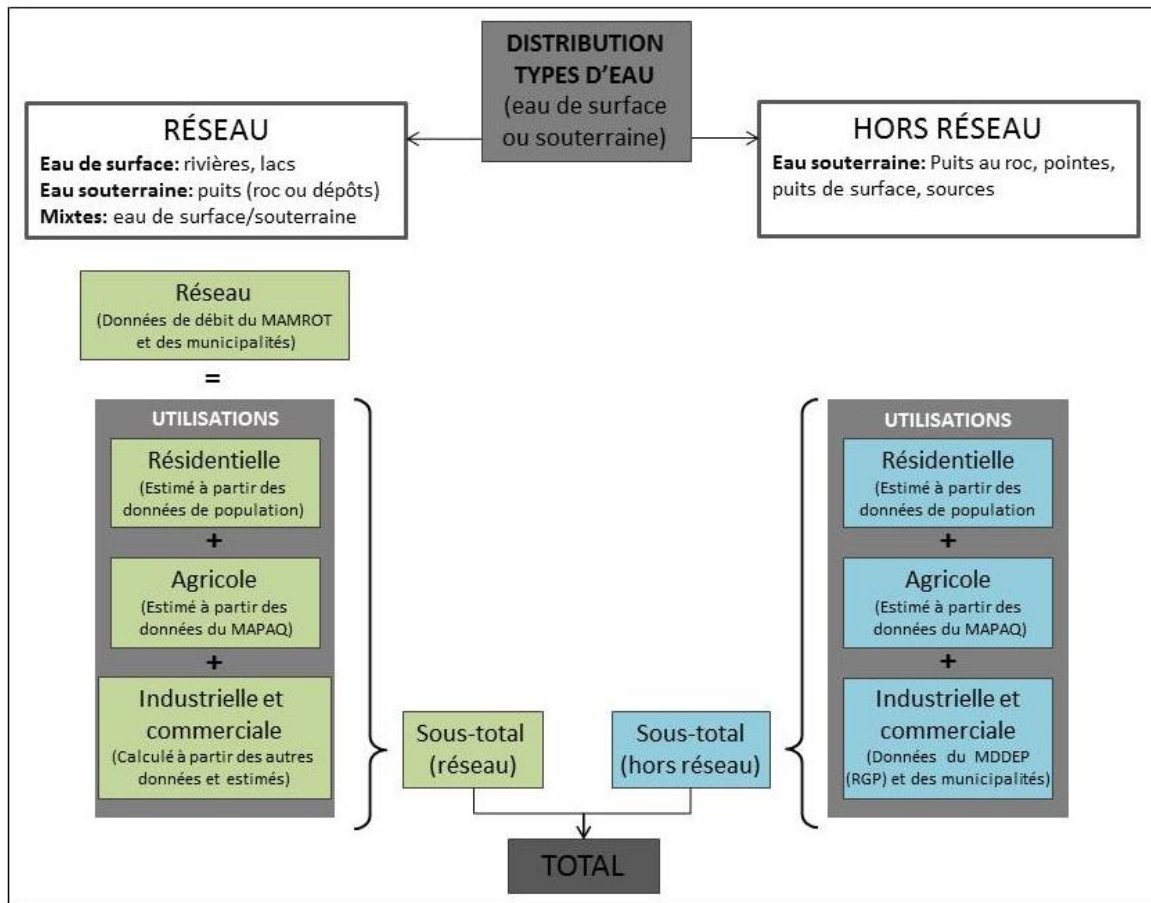 DISTRIBUTION
TYPES D'EAU
(eau de surface
ou souterraine)
RÉSEAU
Eau de surface: rivières, lacs
Eau souterraine: puits (roc ou dépôts)
Mixtes: eau de surface/souterraine
HORS RÉSEAU
Eau souterraine: Puits au roc, pointes,
puits de surface, sources
Réseau
(Données de débit du MAMROT
et des municipalités)
=
UTILISATIONS
Résidentielle
(Estimé à partir des
données de population)
+
Agricole
(Estimé à partir des
données du MAPAQ)
+
Industrielle et
commerciale
(Calculé à partir des autres
données et estimés)
Sous-total
(réseau)
Sous-total
(hors réseau)
UTILISATIONS
Résidentielle
(Estimé à partir des
données de population
+
Agricole
(Estimé à partir des
données du MAPAQ)
+
Industrielle et
commerciale
(Données du MDDEP
(RGP) et des municipalités)
TOTAL